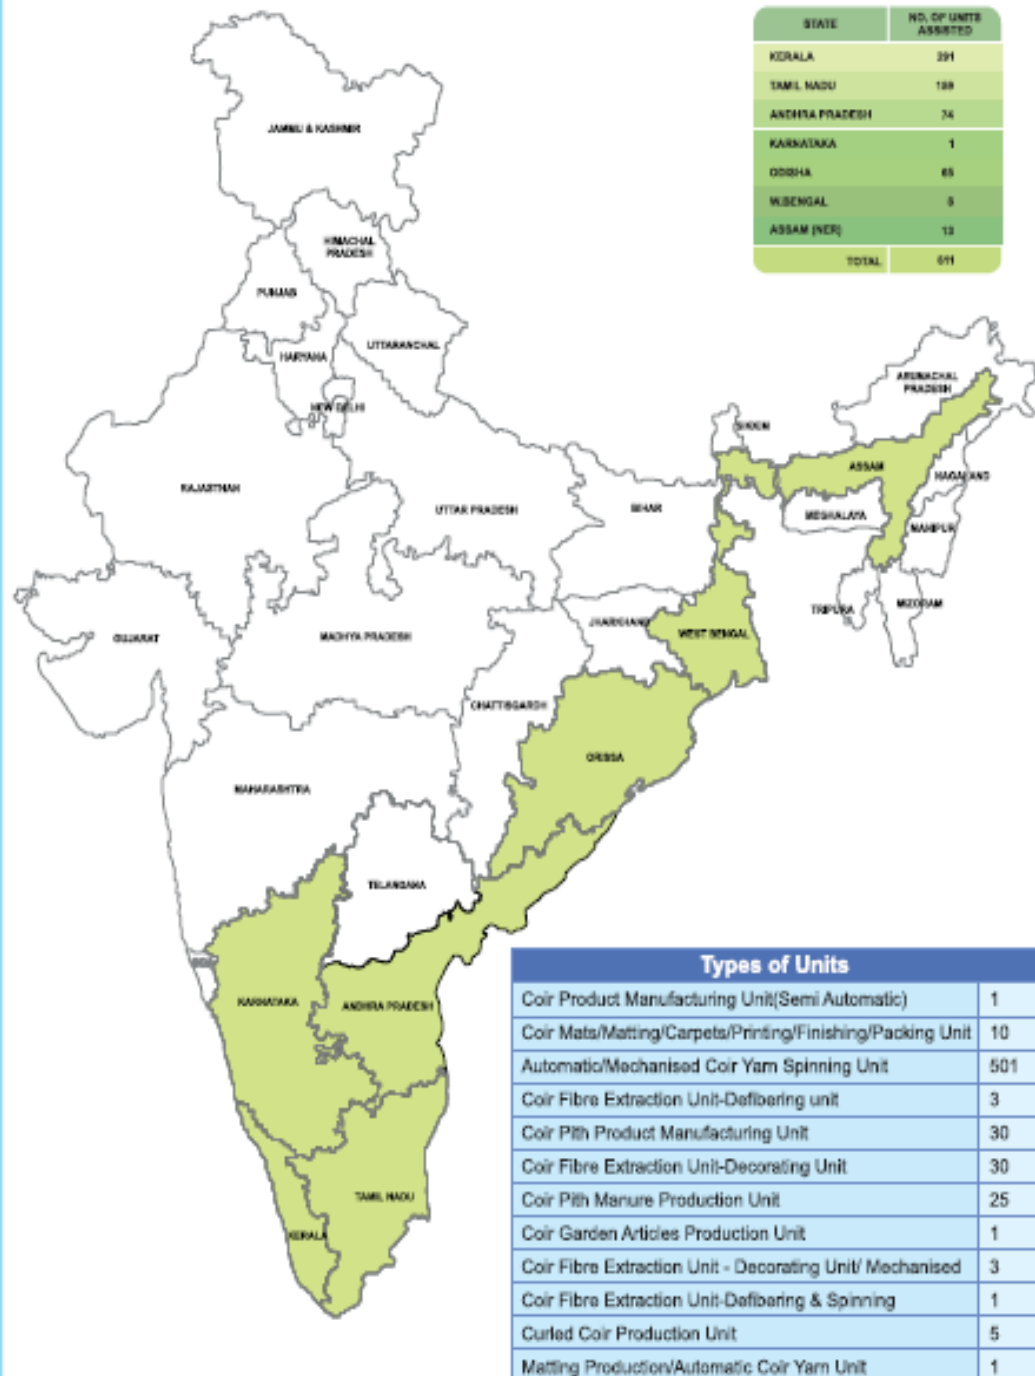 STATE NO. OF UNITS
ASSISTED
KERALA 291
TAMIL NADU 159
ANDHRA PRADESH 74
KARNATAKA 1
ODISHA 65
W.BENGAL 8
ASSAM (NER) 13
TOTAL 611
JAMMU & KASHMIR
HIMACHAL
PRADESH
PUNJAB
UTTARANCHAL
HARYANA
NEW DELHI
ARUNACHAL
PRADESH
SIKKIM
ASSAM
NAGALAND
RAJASTHAN
UTTAR PRADESH
BIHAR
MEGHALAYA
MANIPUR
TRIPURA
MIZORAM
GUJARAT
MADHYA PRADESH
JHARKHAND
WEST BENGAL
CHATTISGARDH
ORISSA
MAHARASHTRA
TELANGANA
KARNATAKA
ANDHRA PRADESH
TAMIL NADU
KERALA
Types of Units
Coir Product Manufacturing Unit(Semi Automatic) 1
Coir Mats/Matting/Carpets/Printing/Finishing/Packing Unit 10
Automatic/Mechanised Coir Yarn Spinning Unit 501
Coir Fibre Extraction Unit-Defibering unit 3
Coir Pith Product Manufacturing Unit 30
Coir Fibre Extraction Unit-Decorating Unit 30
Coir Pith Manure Production Unit 25
Coir Garden Articles Production Unit 1
Coir Fibre Extraction Unit - Decorating Unit/ Mechanised 3
Coir Fibre Extraction Unit-Defibering & Spinning 1
Curled Coir Production Unit 5
Matting Production/Automatic Coir Yarn Unit 1